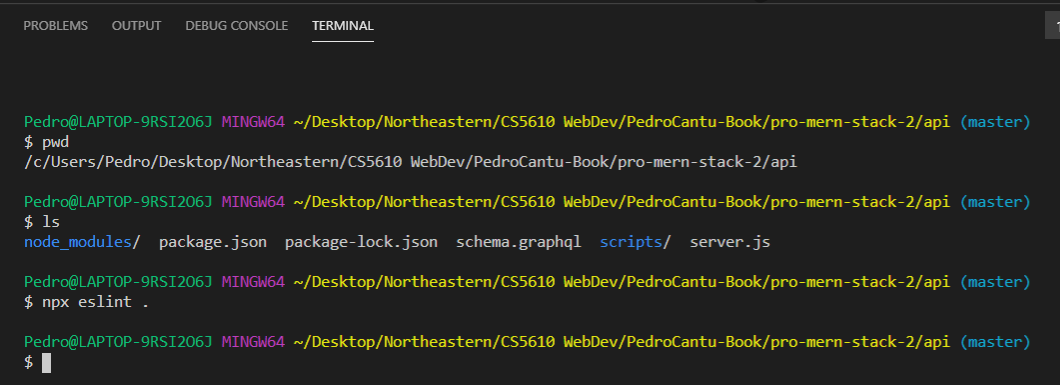 PROBLEMS OUTPUT DEBUG CONSOLE TERMINAL
Pedro@LAPTOP-9RSI2O6J MINGW64 ~/Desktop/Northeastern/CS5610 WebDev/PedroCantu-Book/pro-mern-stack-2/api (master)
$ pwd
/c/Users/Pedro/Desktop/Northeastern/CS5610 WebDev/PedroCantu-Book/pro-mern-stack-2/api
Pedro@LAPTOP-9RSI2O6J MINGW64 ~/Desktop/Northeastern/CS5610 WebDev/PedroCantu-Book/pro-mern-stack-2/api (master)
$ ls
node_modules/ package.json package-lock.json schema.graphql scripts/ server.js
Pedro@LAPTOP-9RSI2O6J MINGW64 ~/Desktop/Northeastern/CS5610 WebDev/PedroCantu-Book/pro-mern-stack-2/api (master)
$ npx eslint .
Pedro@LAPTOP-9RSI2O6J MINGW64 ~/Desktop/Northeastern/CS5610 WebDev/PedroCantu-Book/pro-mern-stack-2/api (master)
$